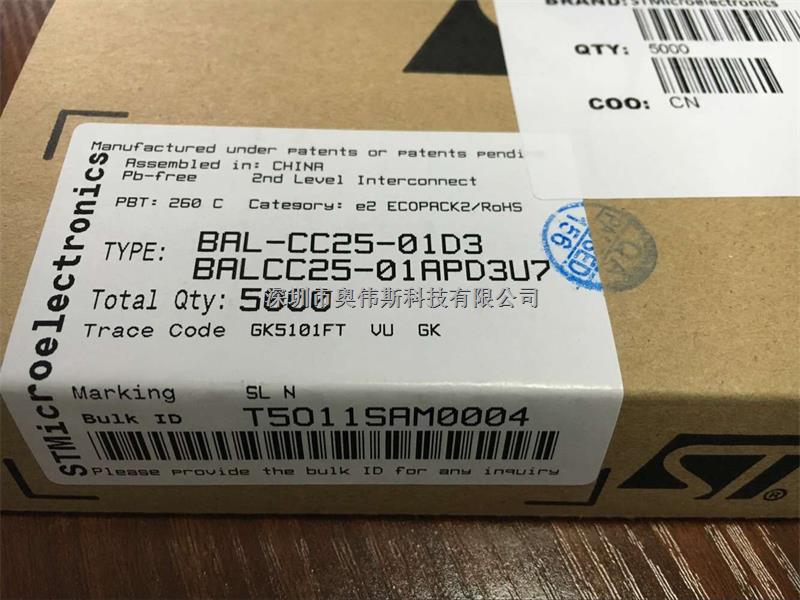 BRAND: STMicroelectronics
QTY: 5000
COO: CN
Manufactured under patents or patents pendi
Assembled in: CHINA
Pb-free 2nd Level Interconnect
PBT: 260 C Category: e2 ECOPACK2/RoHS
TYPE: BAL-CC25-01D3
BALCC25-01APD3U7
Total Qty: 5000
深圳市奥伟斯科技有限公司
Trace Code GK5101FT VU GK
Marking SL N
Bulk ID T5011SAM0004
Please provide the bulk ID for any inquiry
STMicroelectronics
ST®